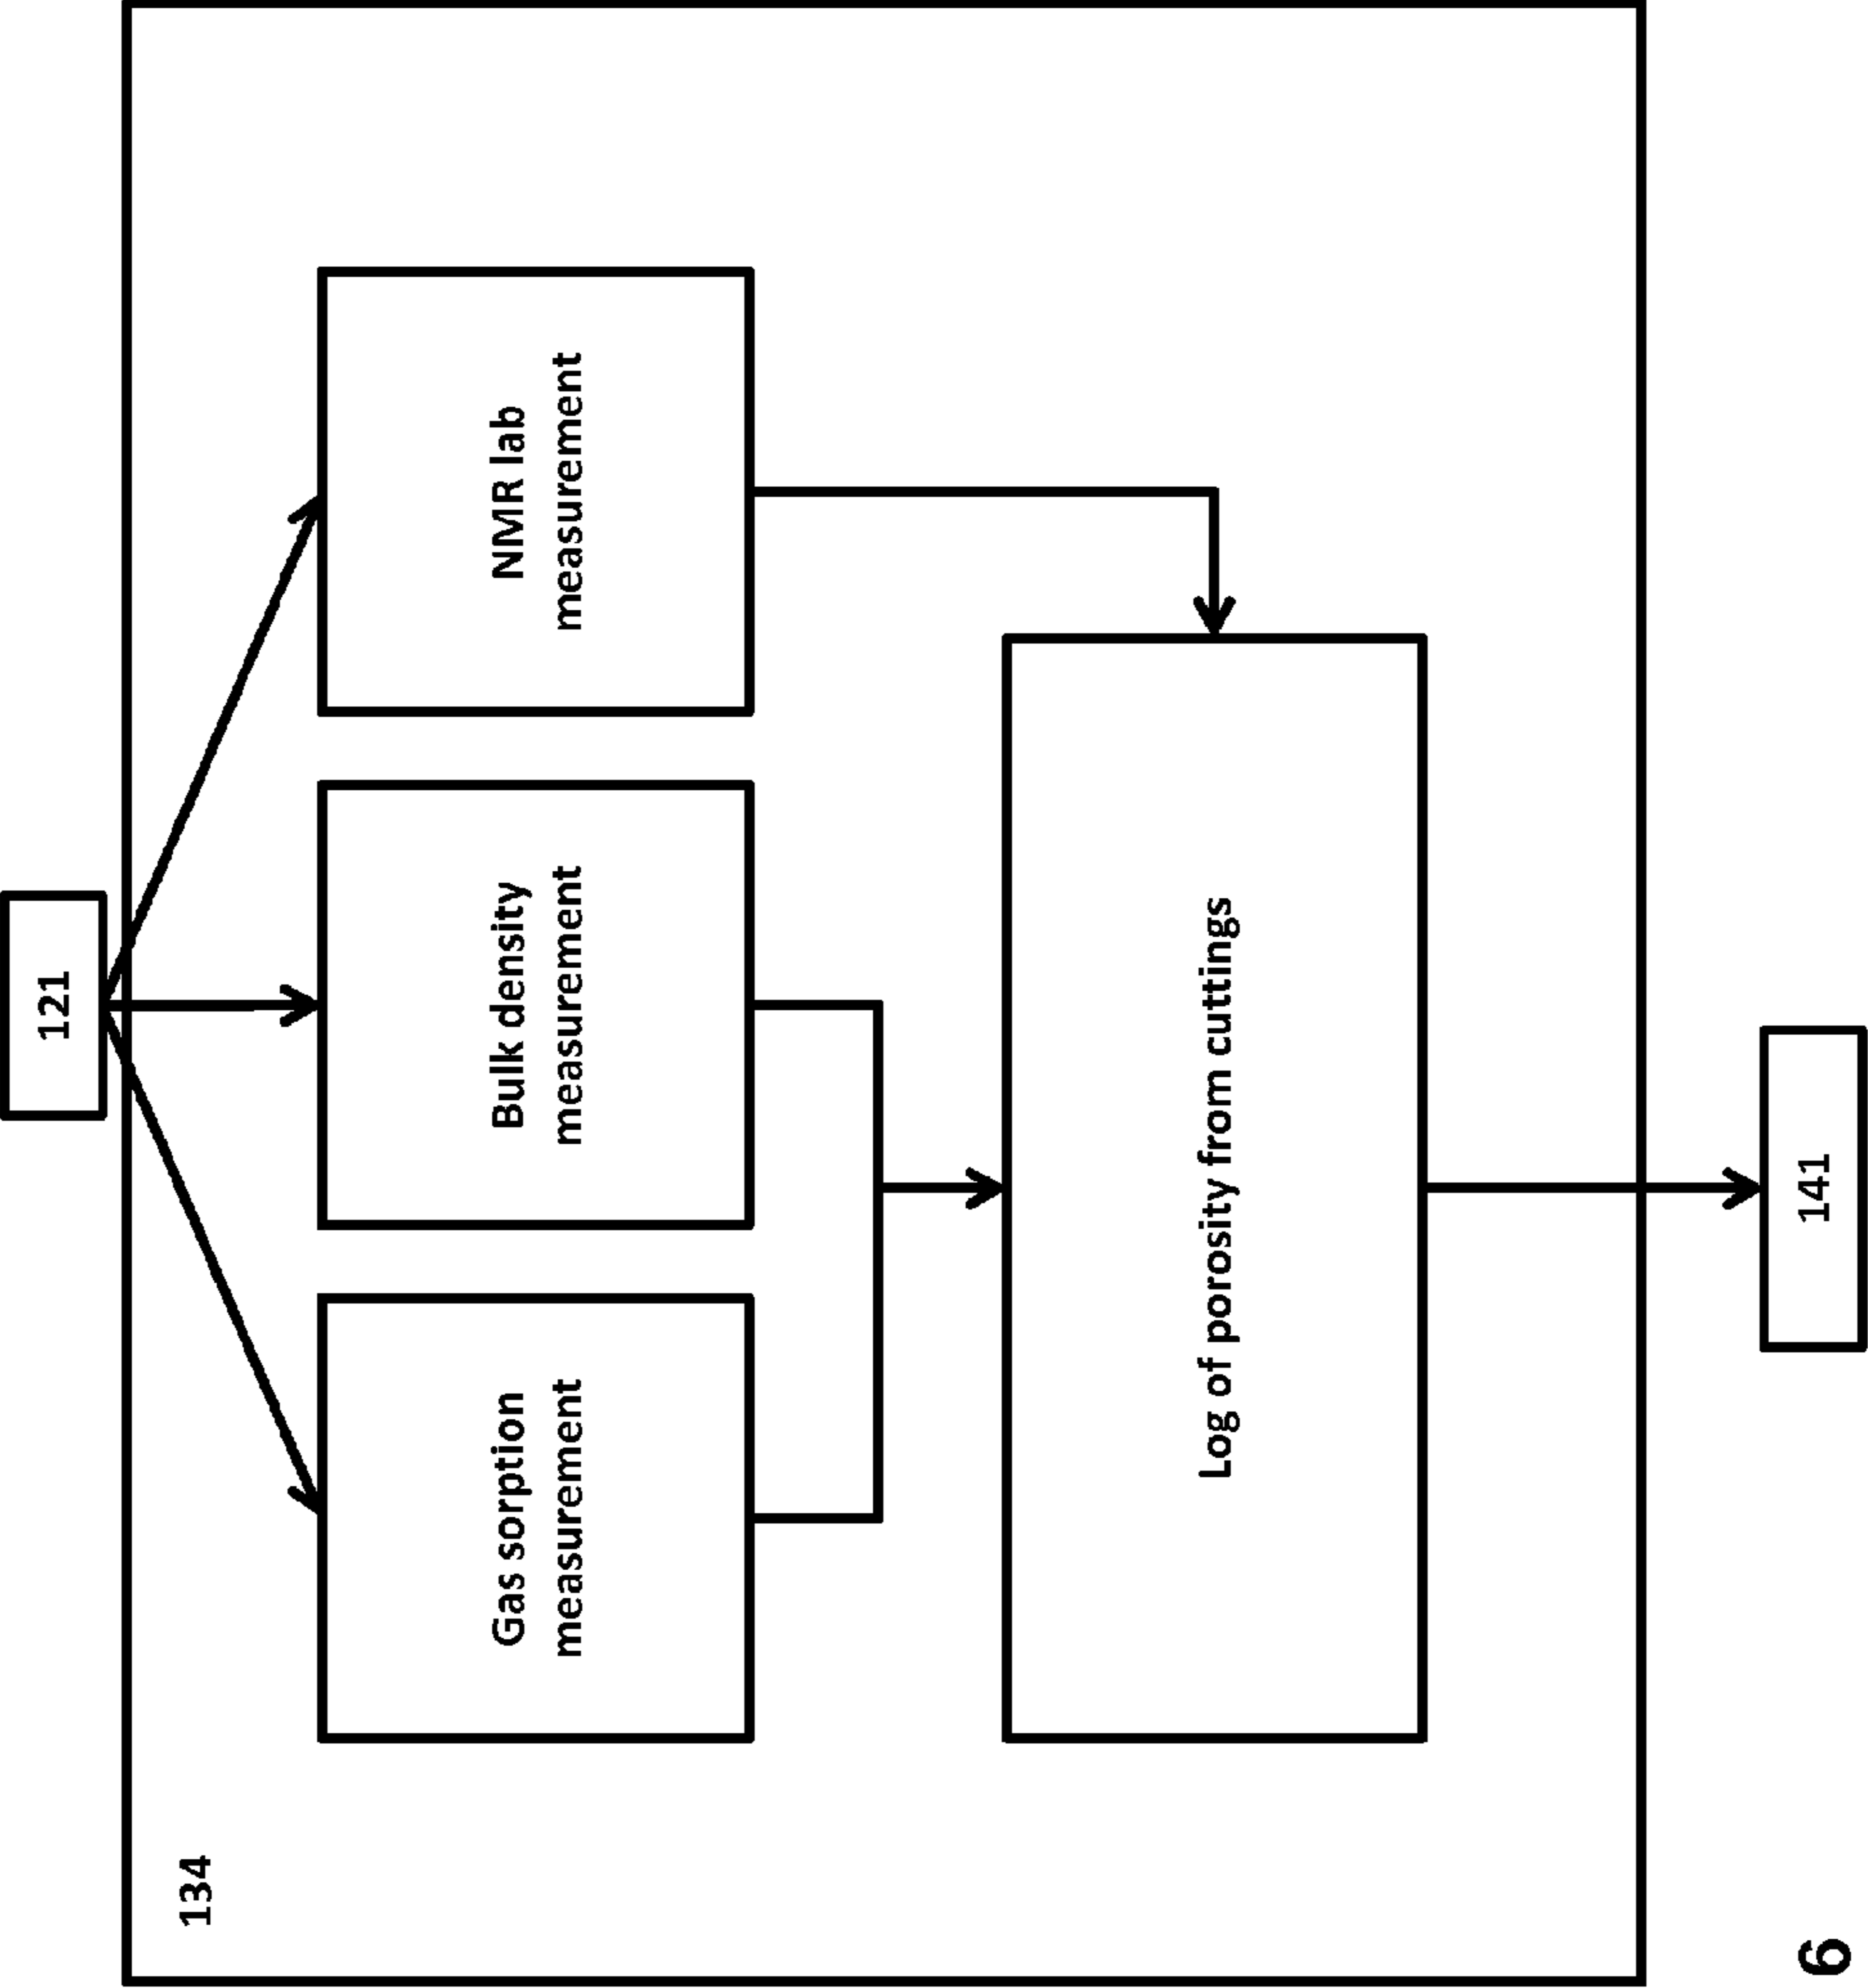 121
134
Gas sorption
measurement
Bulk density
measurement
NMR lab
measurement
Log of porosity from cuttings
141
6